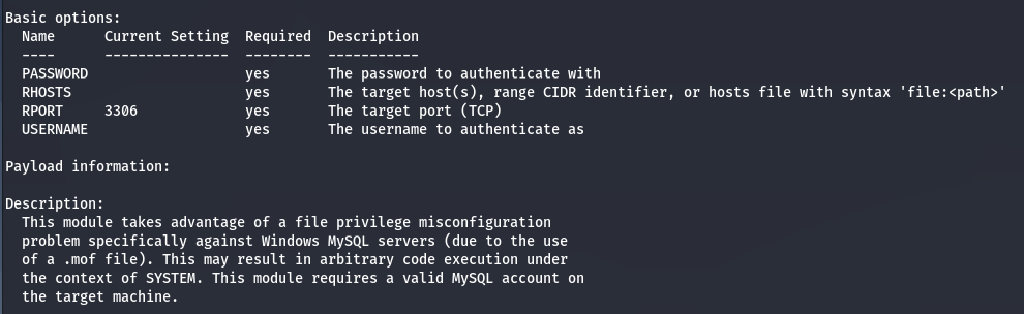 Basic options:
  Name      Current Setting  Required  Description
  ----      ---------------  --------  -----------
  PASSWORD                   yes       The password to authenticate with
  RHOSTS                     yes       The target host(s), range CIDR identifier, or hosts file with syntax 'file:<path>'
  RPORT     3306             yes       The target port (TCP)
  USERNAME                   yes       The username to authenticate as

Payload information:

Description:
  This module takes advantage of a file privilege misconfiguration
  problem specifically against Windows MySQL servers (due to the use
  of a .mof file). This may result in arbitrary code execution under
  the context of SYSTEM. This module requires a valid MySQL account on
  the target machine.